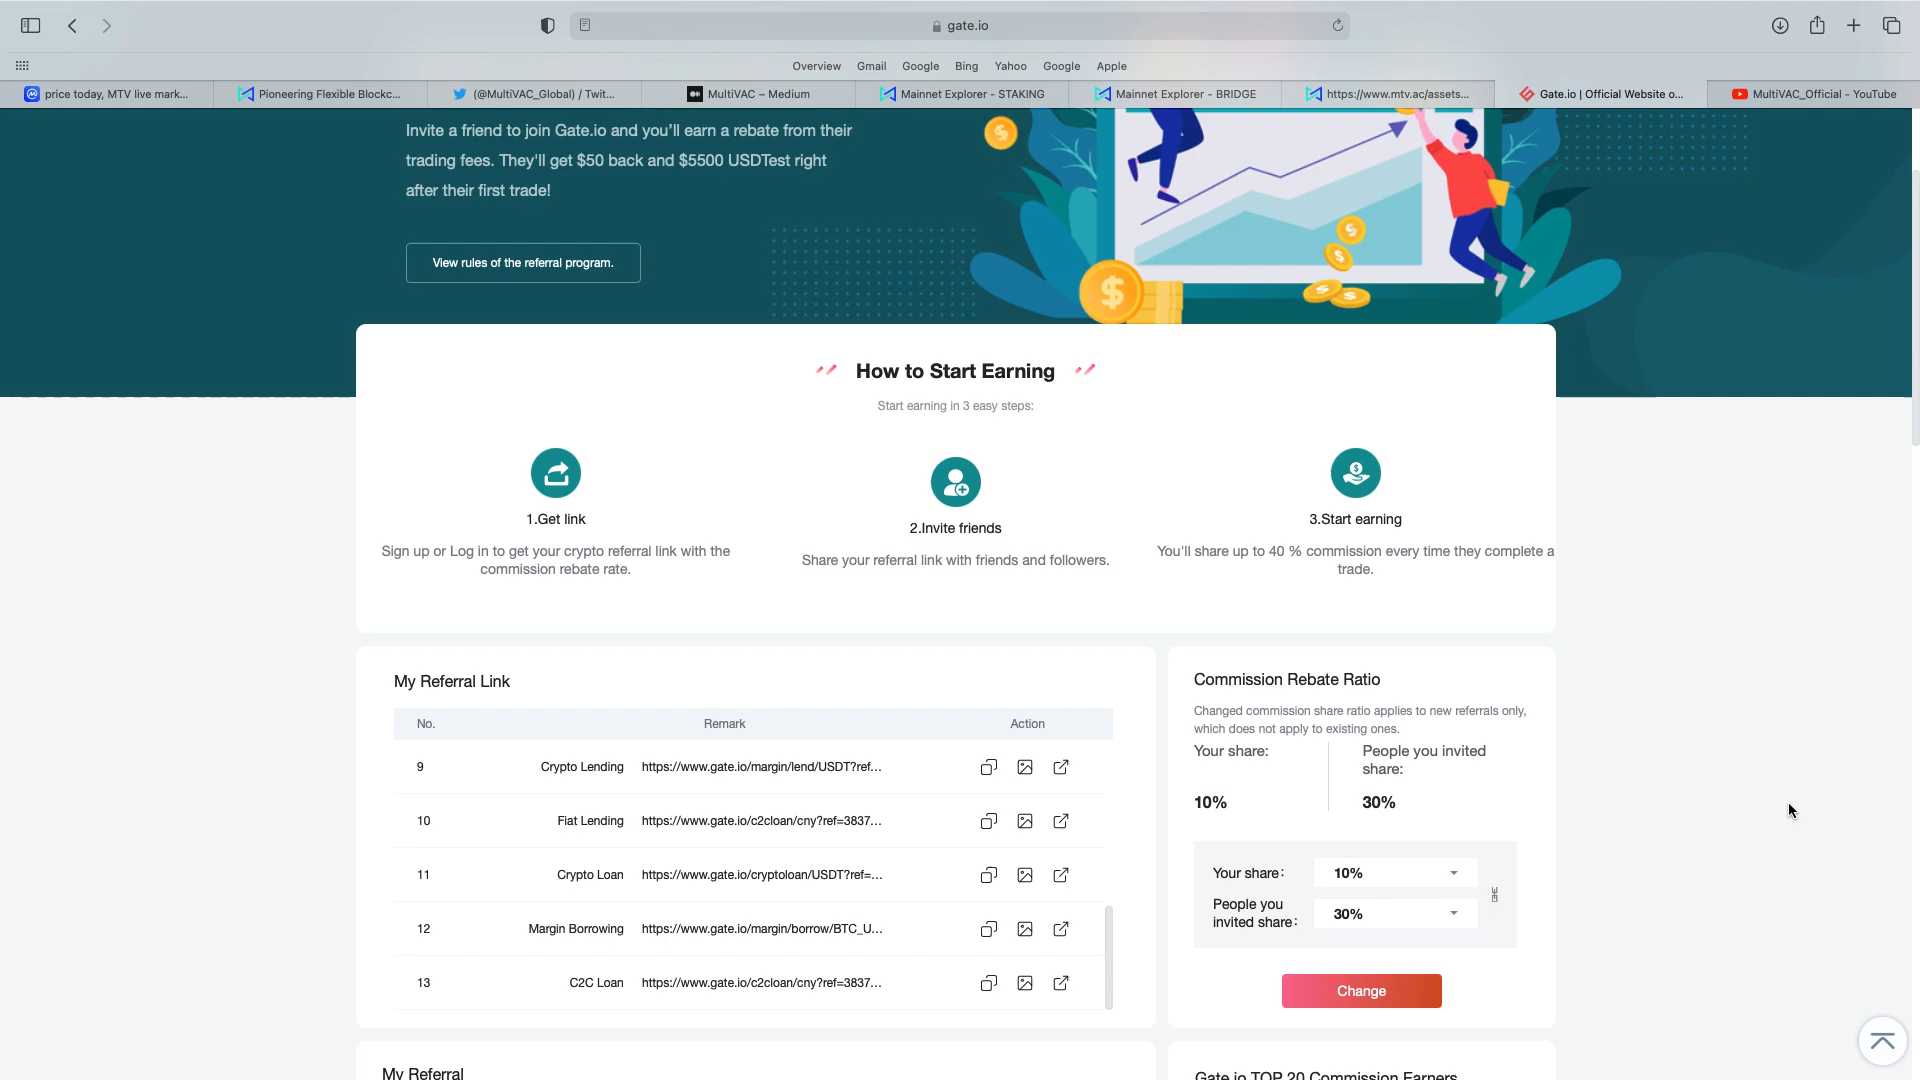 gate.io
Overview Gmail Google Bing Yahoo Google Apple
price today, MTV live mark...
Pioneering Flexible Blockc...
(@MultiVAC_Global) / Twit...
MultiVAC – Medium
Mainnet Explorer - STAKING
Mainnet Explorer - BRIDGE
https://www.mtv.ac/assets...
Gate.io | Official Website o...
MultiVAC_Official - YouTube
Invite a friend to join Gate.io and you'll earn a rebate from their
trading fees. They'll get $50 back and $5500 USDTest right
after their first trade!
View rules of the referral program.
How to Start Earning
Start earning in 3 easy steps:
1.Get link
Sign up or Log in to get your crypto referral link with the
commission rebate rate.
2.Invite friends
Share your referral link with friends and followers.
3.Start earning
You'll share up to 40 % commission every time they complete a
trade.
My Referral Link
No. Remark Action
9 Crypto Lending https://www.gate.io/margin/lend/USDT?ref...
10 Fiat Lending https://www.gate.io/c2cloan/cny?ref=3837...
11 Crypto Loan https://www.gate.io/cryptoloan/USDT?ref=...
12 Margin Borrowing https://www.gate.io/margin/borrow/BTC_U...
13 C2C Loan https://www.gate.io/c2cloan/cny?ref=3837...
Commission Rebate Ratio
Changed commission share ratio applies to new referrals only,
which does not apply to existing ones.
Your share:
10%
People you invited
share:
30%
Your share: 10%
People you
invited share: 30%
Change
My Referral
Gate.io TOP 20 Commission Earners